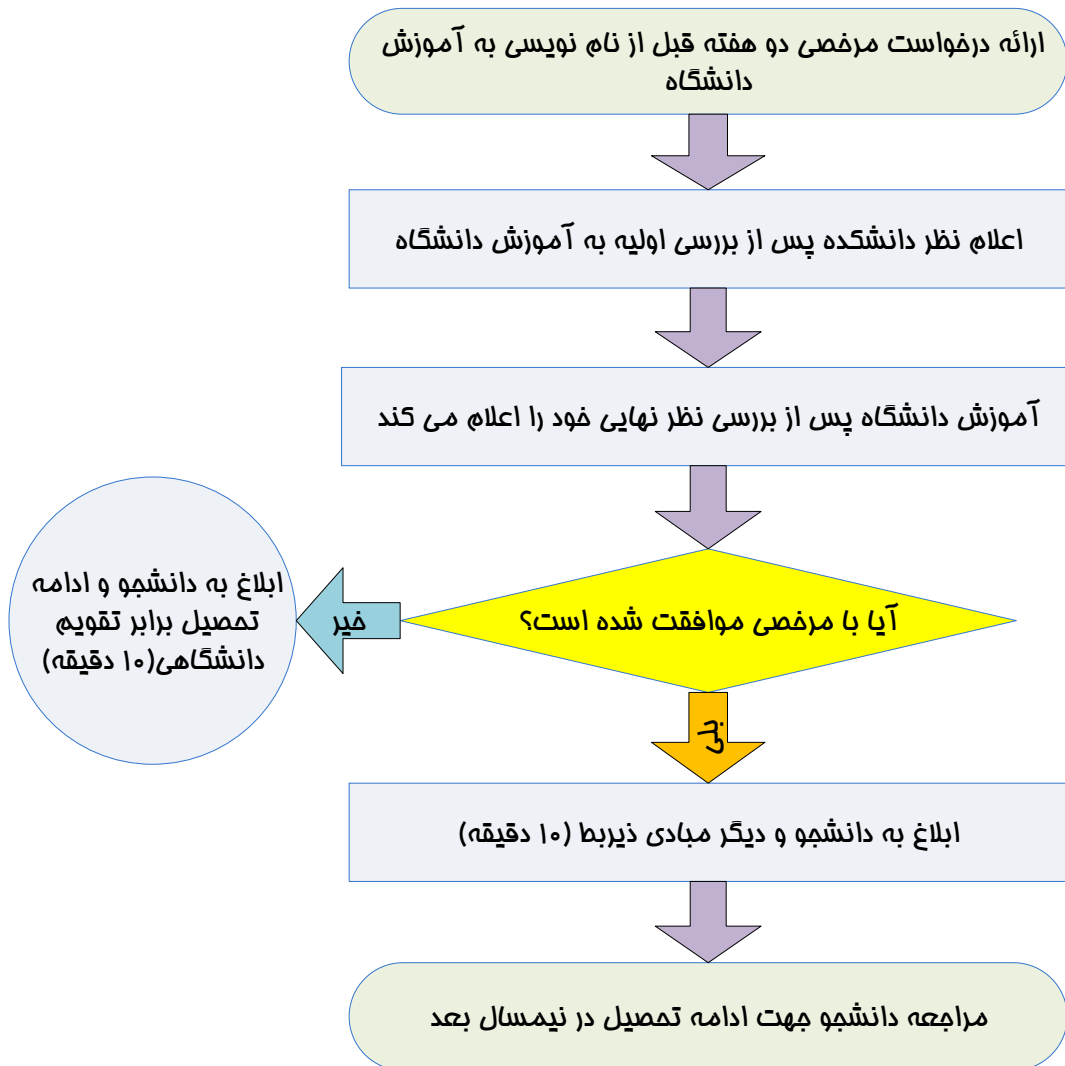 ارائه درخواست مرخصی دو هفته قبل از نام نویسی به آموزش
دانشگاه
اعلام نظر دانشکده پس از بررسی اولیه به آموزش دانشگاه
آموزش دانشگاه پس از بررسی نظر نهایی خود را اعلام می کند
آیا با مرخصی موافقت شده است؟
خیر
ابلاغ به دانشجو و ادامه
تحصیل برابر تقویم
دانشگاهی(۱۰ دقیقه)
بلی
ابلاغ به دانشجو و دیگر مبادی ذیربط (۱۰ دقیقه)
مراجعه دانشجو جهت ادامه تحصیل در نیمسال بعد